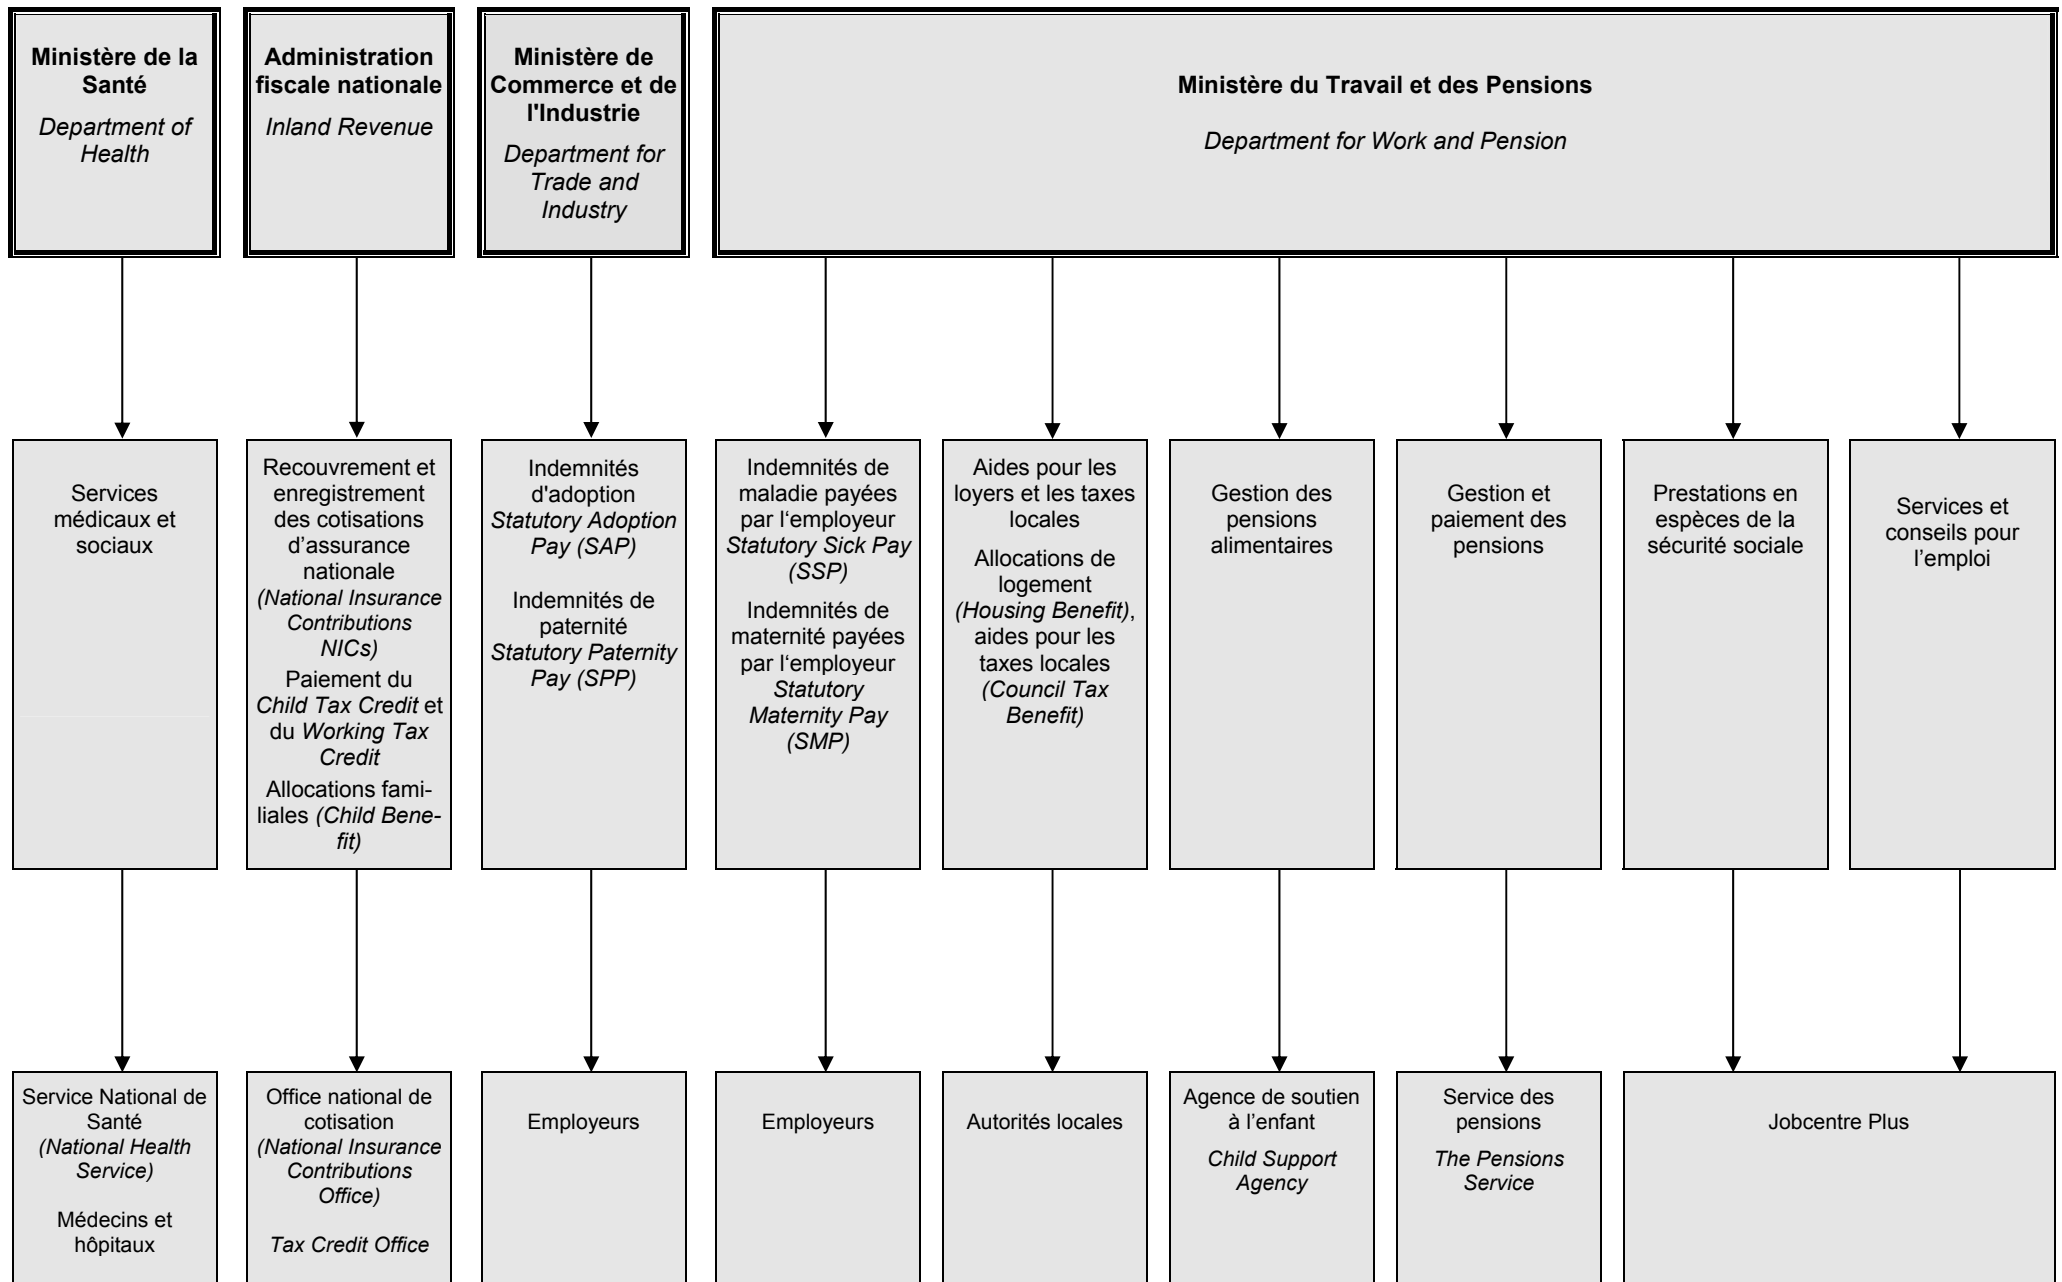 Ministère de la
Santé
Department of
Health
Administration
fiscale nationale
Inland Revenue
Ministère de
Commerce et de
l'Industrie
Department for
Trade and
Industry
Ministère du Travail et des Pensions
Department for Work and Pension
Services
médicaux et
sociaux
Recouvrement et
enregistrement
des cotisations
d’assurance
nationale
(National Insurance
Contributions
NICs)
Paiement du
Child Tax Credit et
du Working Tax
Credit
Allocations fami-
liales (Child Bene-
fit)
Indemnités
d'adoption
Statutory Adoption
Pay (SAP)
Indemnités de
paternité
Statutory Paternity
Pay (SPP)
Indemnités de
maladie payées
par l‘employeur
Statutory Sick Pay
(SSP)
Indemnités de
maternité payées
par l‘employeur
Statutory
Maternity Pay
(SMP)
Aides pour les
loyers et les taxes
locales
Allocations de
logement
(Housing Benefit),
aides pour les
taxes locales
(Council Tax
Benefit)
Gestion des
pensions
alimentaires
Gestion et
paiement des
pensions
Prestations en
espèces de la
sécurité sociale
Services et
conseils pour
l’emploi
Service National de
Santé
(National Health
Service)
Médecins et
hôpitaux
Office national de
cotisation
(National Insurance
Contributions
Office)
Tax Credit Office
Employeurs
Employeurs
Autorités locales
Agence de soutien
à l’enfant
Child Support
Agency
Service des
pensions
The Pensions
Service
Jobcentre Plus